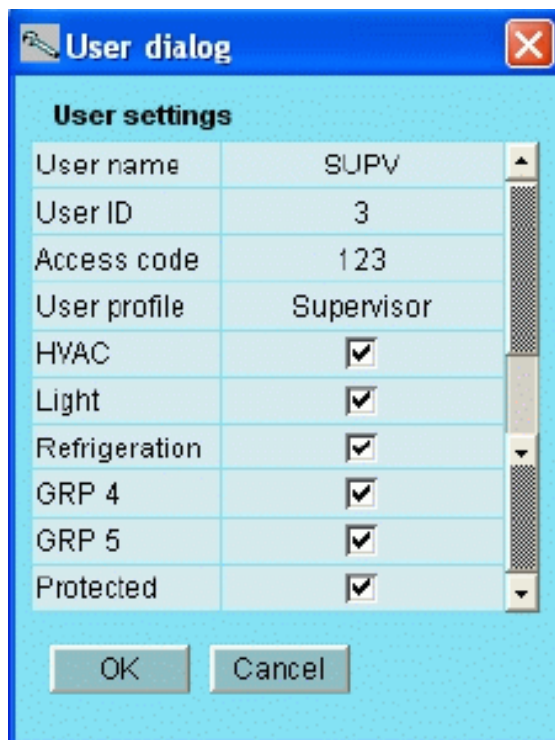 User dialog
User settings
User name SUPV
User ID 3
Access code 123
User profile Supervisor
HVAC
Light
Refrigeration
GRP 4
GRP 5
Protected
OK Cancel